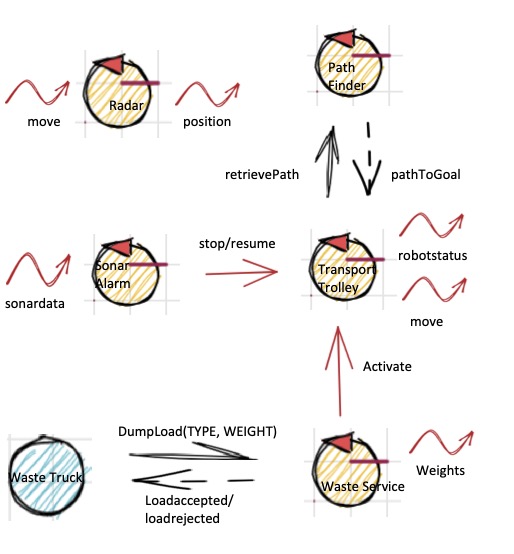 Path
Finder
Radar
move
position
retrievePath
pathToGoal
stop/resume
robotstatus
Sonar
Alarm
Transport
Trolley
sonardata
move
Activate
DumpLoad(TYPE, WEIGHT)
Weights
Waste Truck
Waste Service
Loadaccepted/
loadrejected